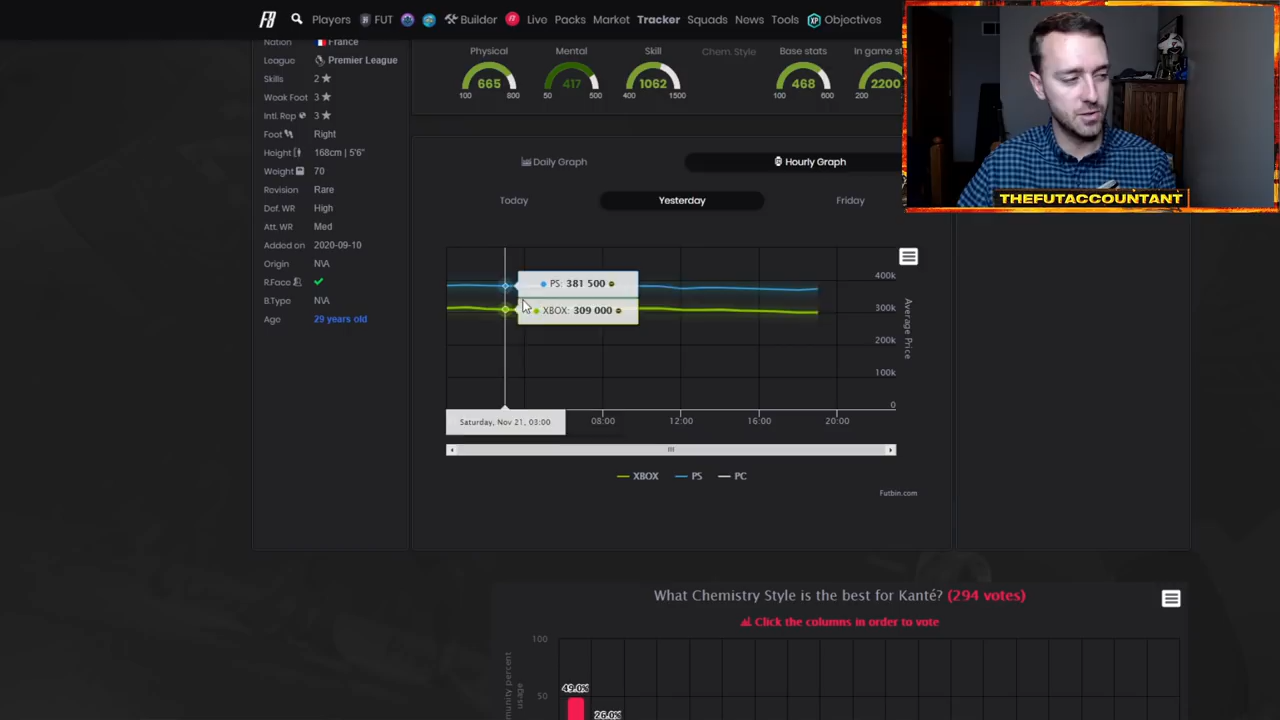 FB Players FUT Builder Live Packs Market Tracker Squads News Tools XP Objectives
Nation France
League Premier League
Skills 2
Weak Foot 3
Intl. Rep 3
Foot Right
Height 168cm | 5'6"
Weight 70
Revision Rare
Def. WR High
Att. WR Med
Added on 2020-09-10
Origin N\A
R.Face
B.Type N\A
Age 29 years old
Physical Mental Skill Chem. Style Base stats In game st
665 417 1062 468 2200
100 800 50 500 400 1500 100 600 200
Daily Graph Hourly Graph
Today Yesterday Friday
THEFUTACCOUNTANT
PS: 381 500
XBOX: 309 000
400k
300k
200k
100k
0
Average Price
Saturday, Nov 21, 03:00 08:00 12:00 16:00 20:00
XBOX PS PC
Futbin.com
What Chemistry Style is the best for Kanté? (294 votes)
Click the columns in order to vote
100
50
49.0%
26.0%
munity percent
usage